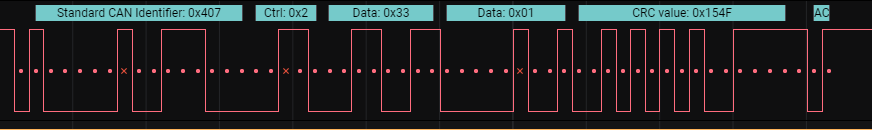 Standard CAN Identifier: 0x407 Ctrl: 0x2 Data: 0x33 Data: 0x01 CRC value: 0x154F AC